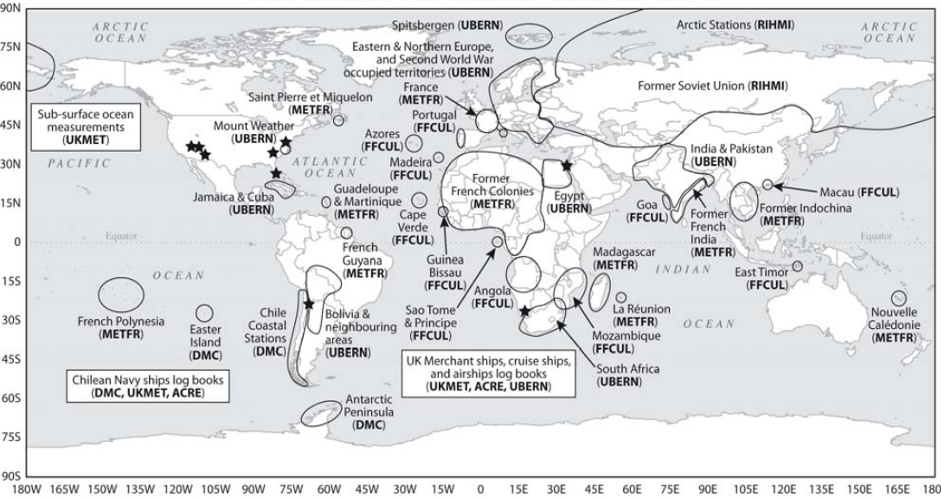 90N
ARCTIC
OCEAN
Spitsbergen (UBERN)
Arctic Stations (RIHMI)
ARCTIC
OCEAN
75N
Eastern & Northern Europe,
and Second World War
occupied territories (UBERN)
60N
France
(METFR)
Former Soviet Union (RIHMI)
Saint Pierre et Miquelon
(METFR)
Sub-surface ocean
measurements
(UKMET)
Portugal
(FFCUL)
45N
Mount Weather
(UBERN)
Azores
(FFCUL)
India & Pakistan
(UBERN)
PACIFIC
ATLANTIC
OCEAN
Madeira
(FFCUL)
30N
Former
French Colonies
(METFR)
Egypt
(UBERN)
Macau (FFCUL)
Jamaica & Cuba
(UBERN)
Guadeloupe
& Martinique
(METFR)
Cape
Verde
(FFCUL)
Goa
(FFCUL)
Former Indochina
(METFR)
15N
Former
French
India
(METFR)
Equator
0
Equator
French
Guyana
(METFR)
Guinea
Bissau
(FFCUL)
Madagascar
(METFR)
INDIAN
OCEAN
15S
OCEAN
Angola
(FFCUL)
East Timor
(FFCUL)
French Polynesia
(METFR)
Easter
Island
(DMC)
Chile
Coastal
Stations
(DMC)
Bolivia &
neighbouring
areas
(UBERN)
Sao Tome
& Principe
(FFCUL)
La Réunion
(METFR)
Nouvelle
Calédonie
(METFR)
30S
Mozambique
(FFCUL)
South Africa
(UBERN)
45S
UK Merchant ships, cruise ships,
and airships log books
(UKMET, ACRE, UBERN)
Chilean Navy ships log books
(DMC, UKMET, ACRE)
60S
Antarctic
Peninsula
(DMC)
75S
90S
180W 165W 150W 135W 120W 105W 90W 75W 60W 45W 30W 15W 0 15E 30E 45E 60E 75E 90E 105E 120E 135E 150E 165E 180